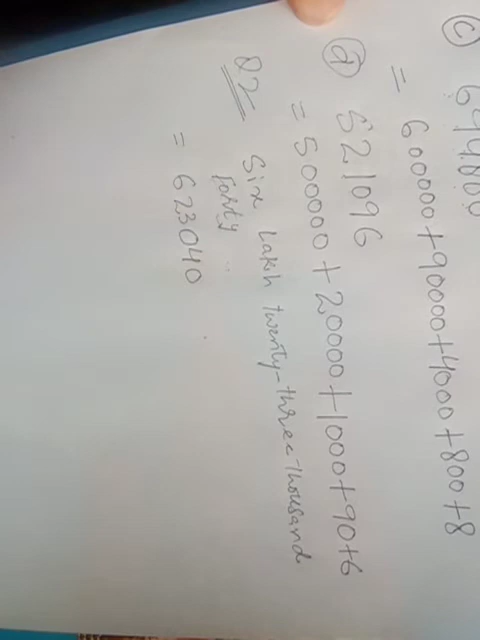 (c)
= 600000+90000+4000+800+8
(d) 521096
= 500000+20000+1000+90+6
Q2 Six Lakh twenty-three thousand
Forty
= 623040